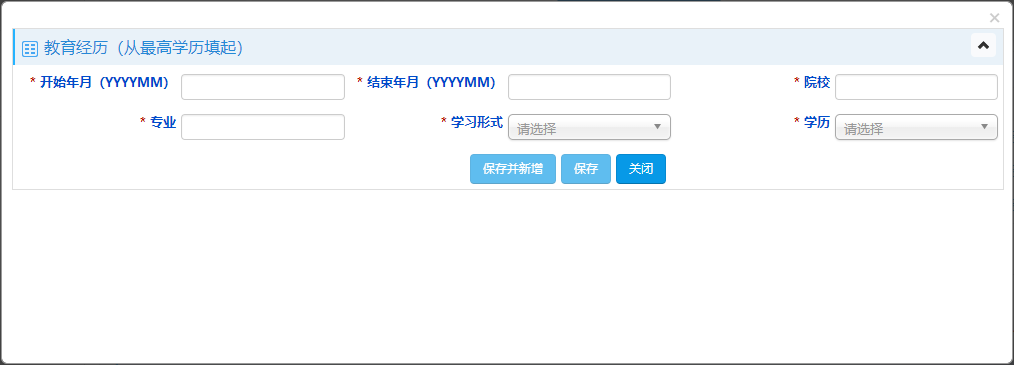 教育经历（从最高学历填起）
* 开始年月（YYYYMM） * 结束年月（YYYYMM） * 院校
* 专业 * 学习形式 请选择 * 学历 请选择
保存并新增 保存 关闭